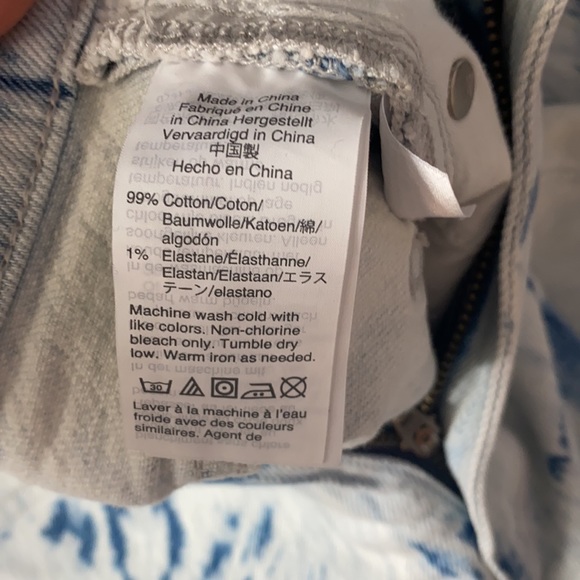 Made in China
Fabriqué en Chine
in China Hergestellt
Vervaardigd in China
中国製
Hecho en China
99% Cotton/Coton/
Baumwolle/Katoen/綿/
algodón
1% Elastane/Élasthanne/
Elastan/Elastaan/エラス
テーン/elastano
Machine wash cold with
like colors. Non-chlorine
bleach only. Tumble dry
low. Warm iron as needed.
30
Laver à la machine à l'eau
froide avec des couleurs
similaires. Agent de